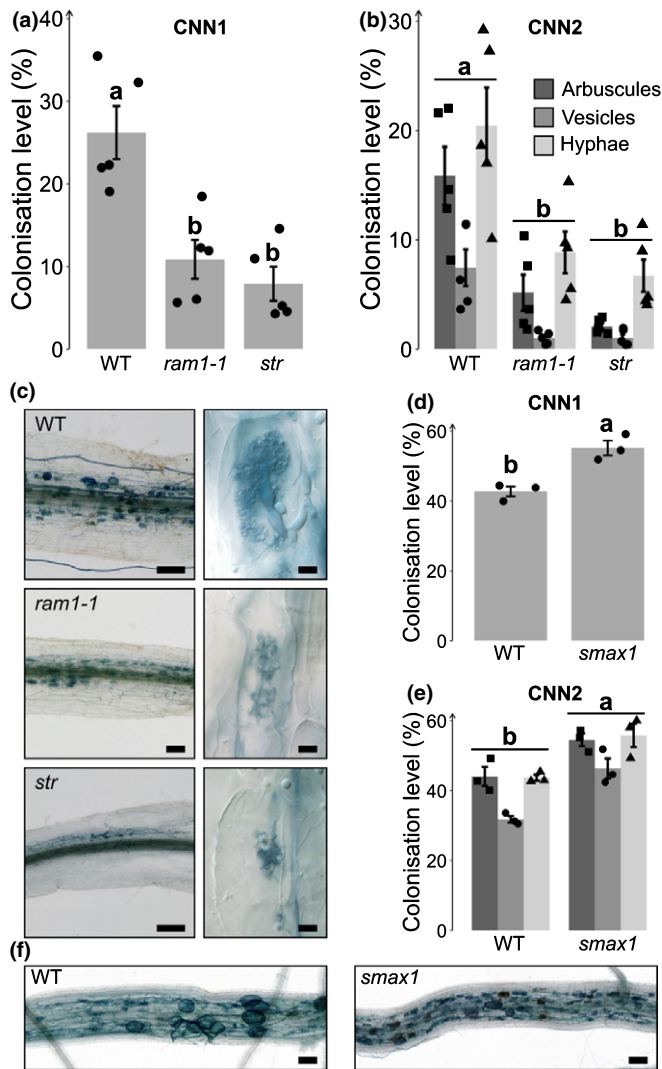 (a)
CNN1
Colonisation level (%)
40
30
20
10
0
a
b
b
WT
ram1-1
str
(b)
CNN2
Colonisation level (%)
30
20
10
0
a
b
b
Arbuscules
Vesicles
Hyphae
WT
ram1-1
str
(c)
WT
ram1-1
str
(d)
CNN1
Colonisation level (%)
60
40
20
0
b
a
WT
smax1
(e)
CNN2
Colonisation level (%)
60
40
20
0
b
a
WT
smax1
(f)
WT
smax1